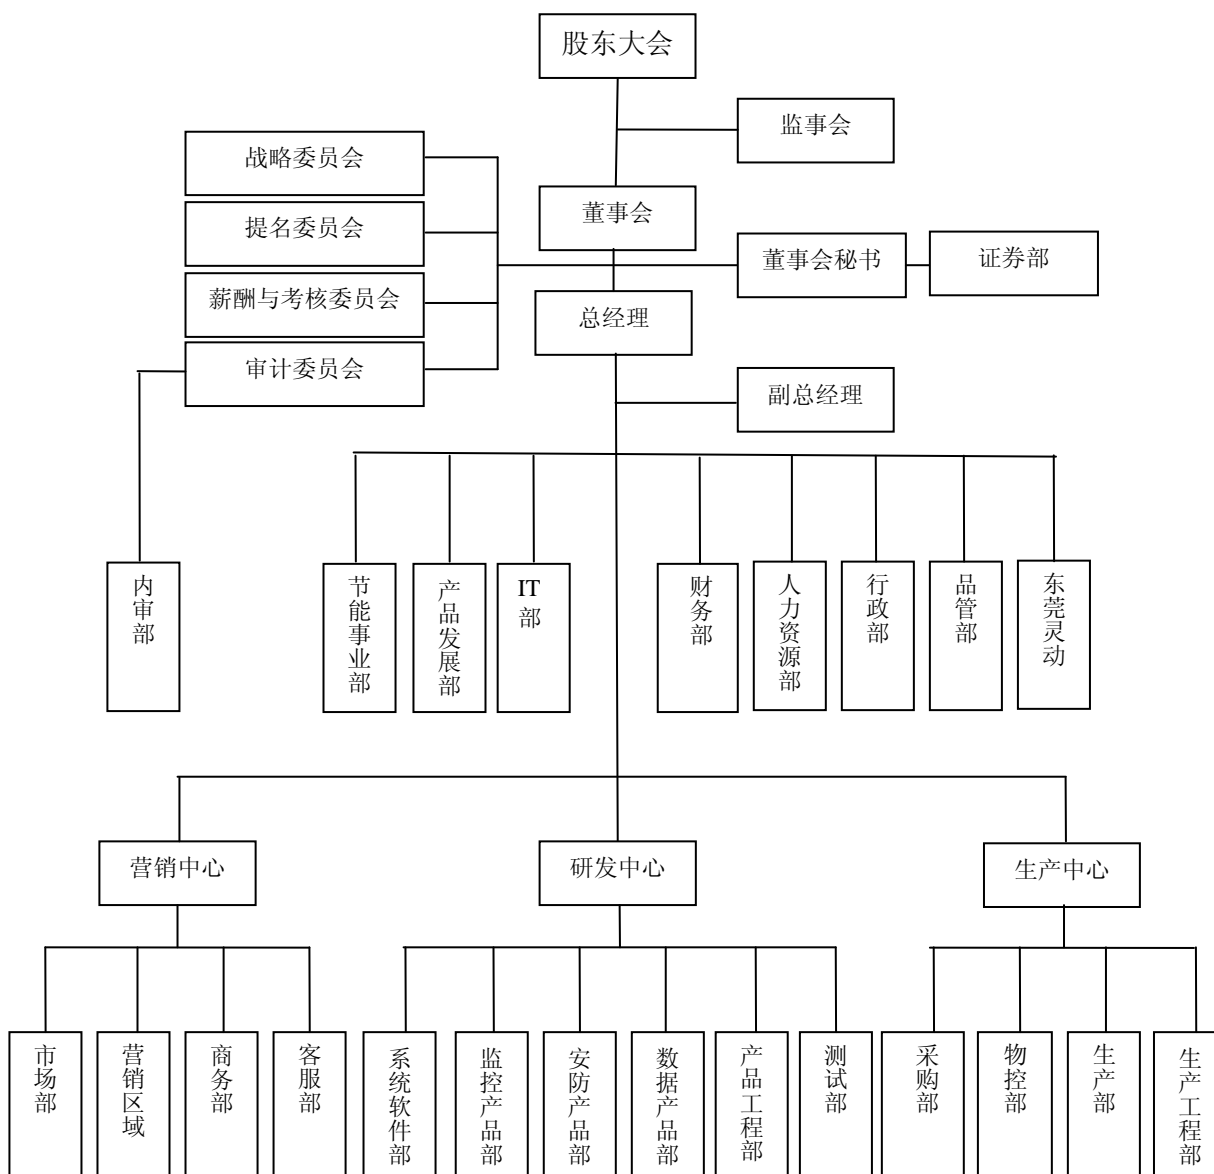 股东大会
监事会
战略委员会
提名委员会
董事会
董事会秘书
证券部
薪酬与考核委员会
总经理
审计委员会
副总经理
内审部
节能事业部
产品发展部
IT部
财务部
人力资源部
行政部
品管部
东莞灵动
营销中心
研发中心
生产中心
市场部
营销区域
商务部
客服部
系统软件部
监控产品部
安防产品部
数据产品部
产品工程部
测试部
采购部
物控部
生产部
生产工程部